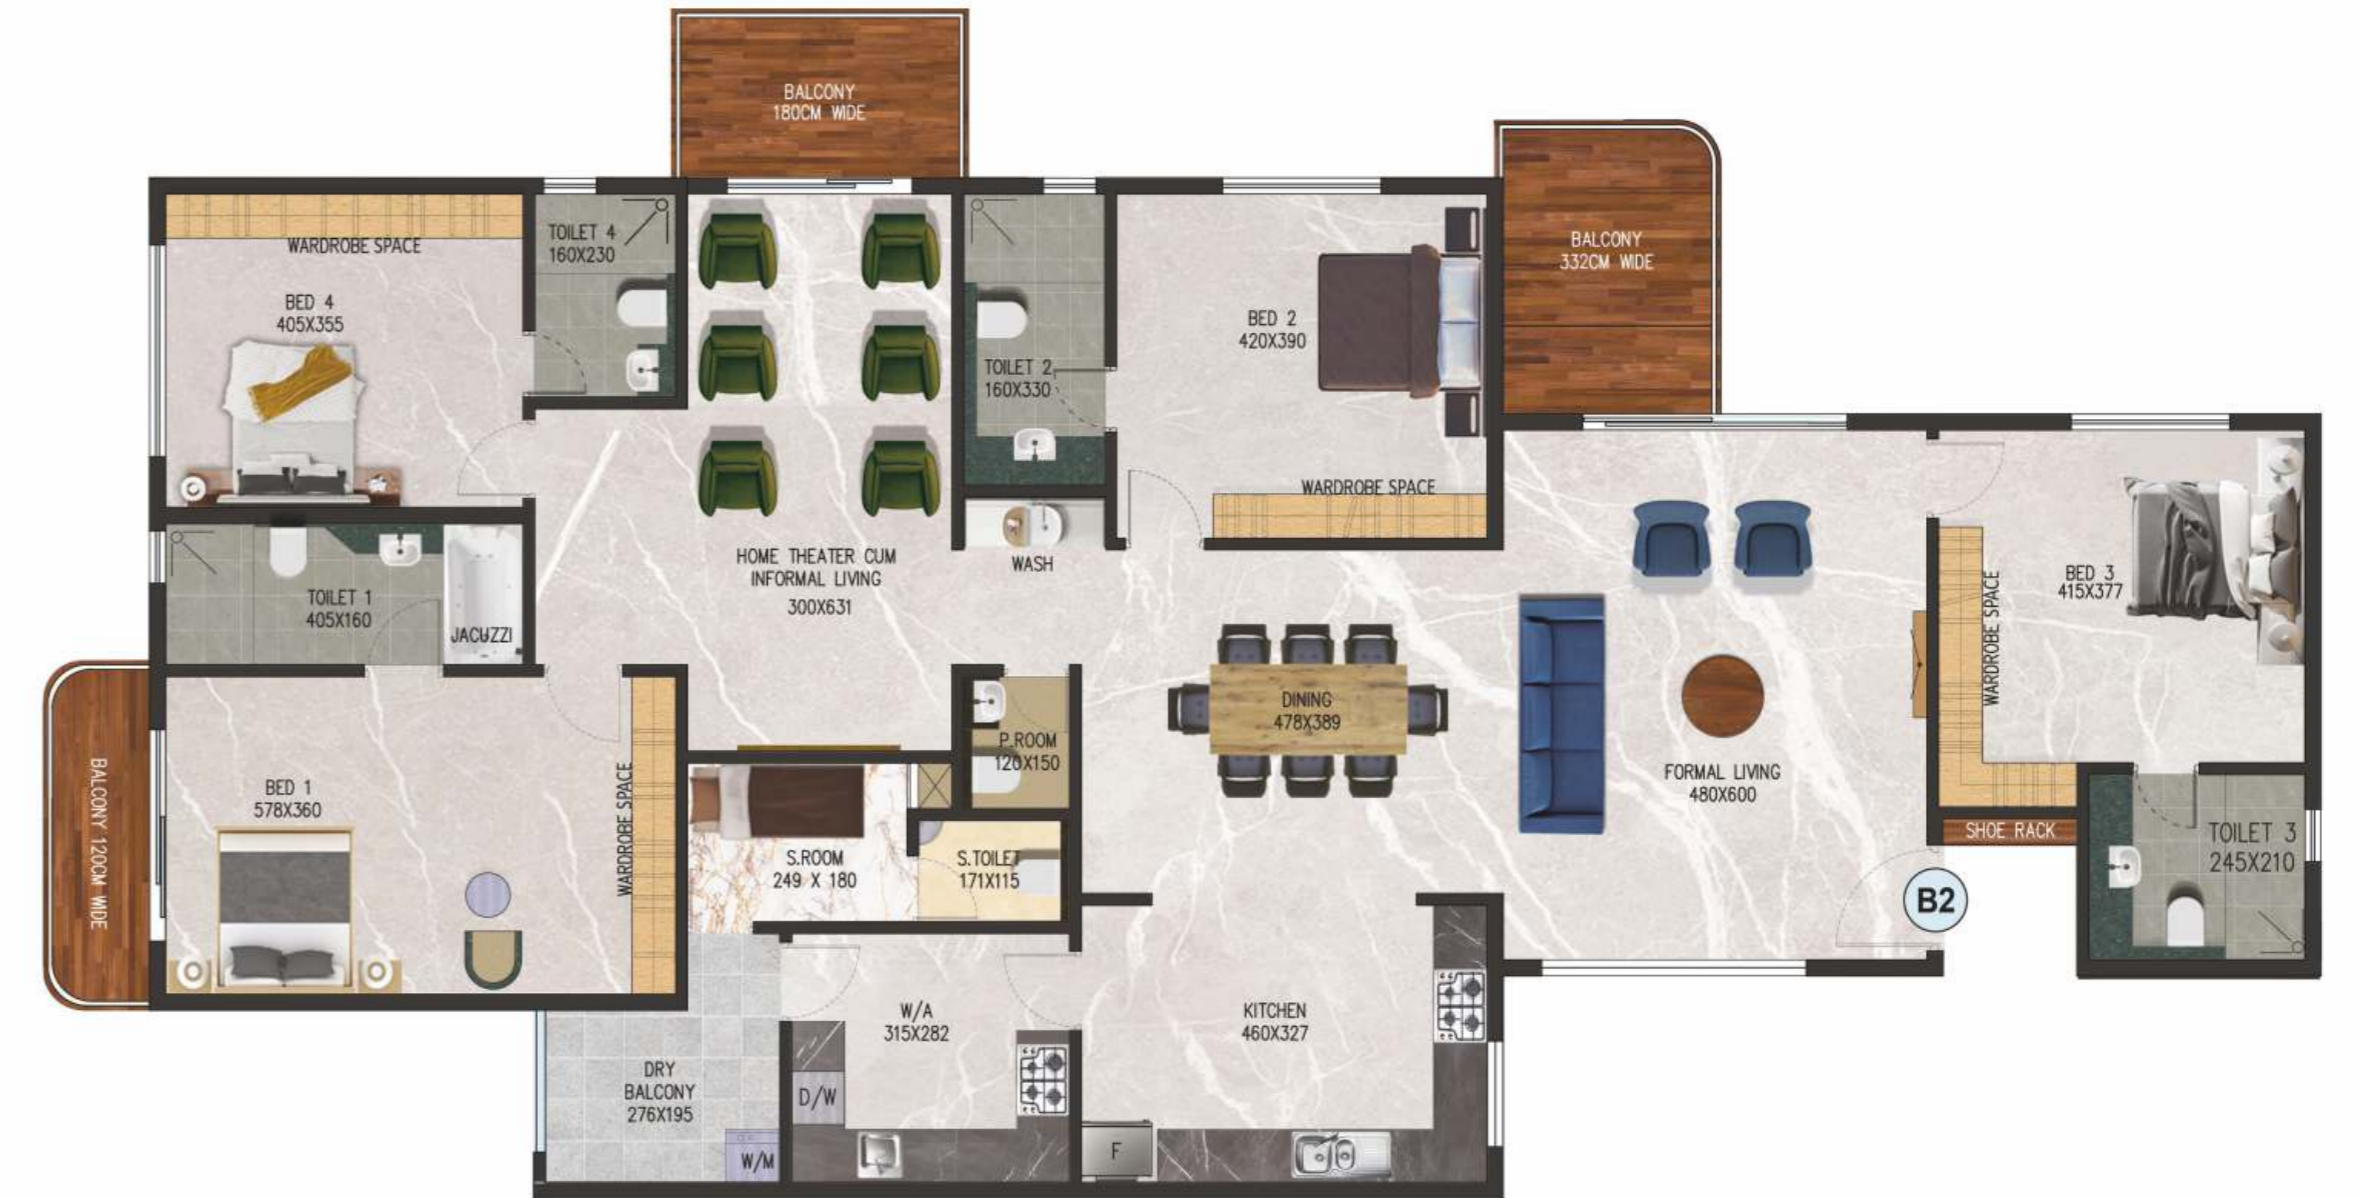 BALCONY
180CM WIDE
BALCONY
332CM WIDE
WARDROBE SPACE
TOILET 4
160X230
BED 4
405X355
BED 2
420X390
TOILET 2
160X330
WARDROBE SPACE
HOME THEATER CUM
INFORMAL LIVING
300X631
WASH
TOILET 1
405X160
JACUZZI
BED 3
415X377
WARDROBE SPACE
DINING
478X389
P.ROOM
120X150
FORMAL LIVING
480X600
BALCONY 120CM WIDE
BED 1
578X360
WARDROBE SPACE
S.ROOM
249 X 180
S.TOILET
171X115
SHOE RACK
TOILET 3
245X210
B2
W/A
315X282
KITCHEN
460X327
DRY
BALCONY
276X195
D/W
W/M
F